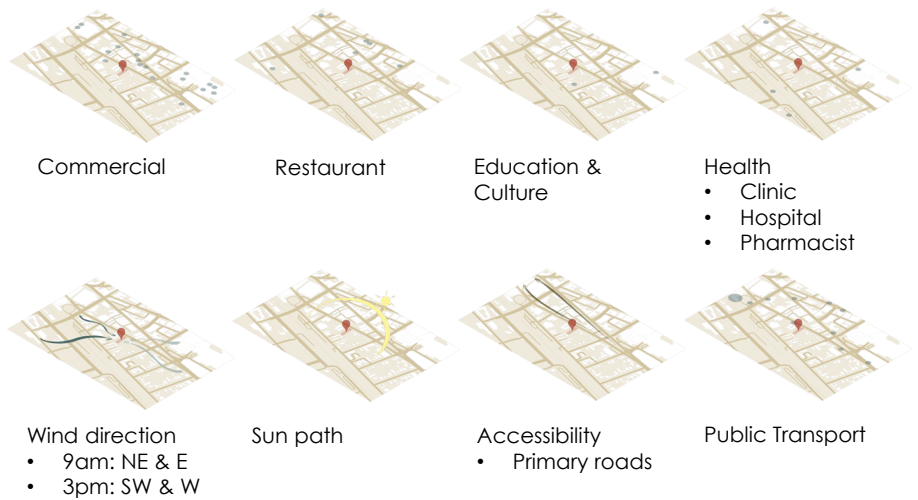 Commercial
Restaurant
Education &
Culture
Health
• Clinic
• Hospital
• Pharmacist
Wind direction
• 9am: NE & E
• 3pm: SW & W
Sun path
Accessibility
• Primary roads
Public Transport